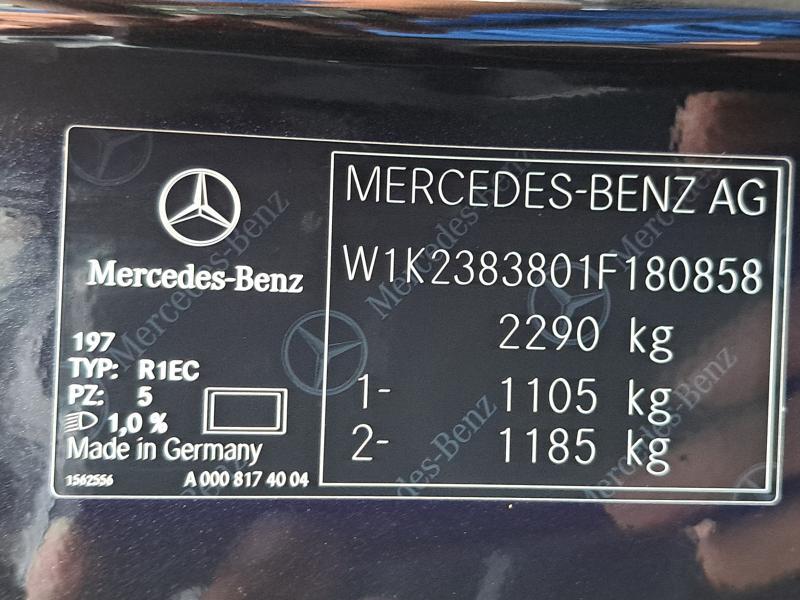 Mercedes-Benz
197
TYP: R1EC
PZ: 5
1,0 %
Made in Germany
1562556
A 000 817 40 04
MERCEDES-BENZ AG
W1K2383801F180858
2290 kg
1- 1105 kg
2- 1185 kg